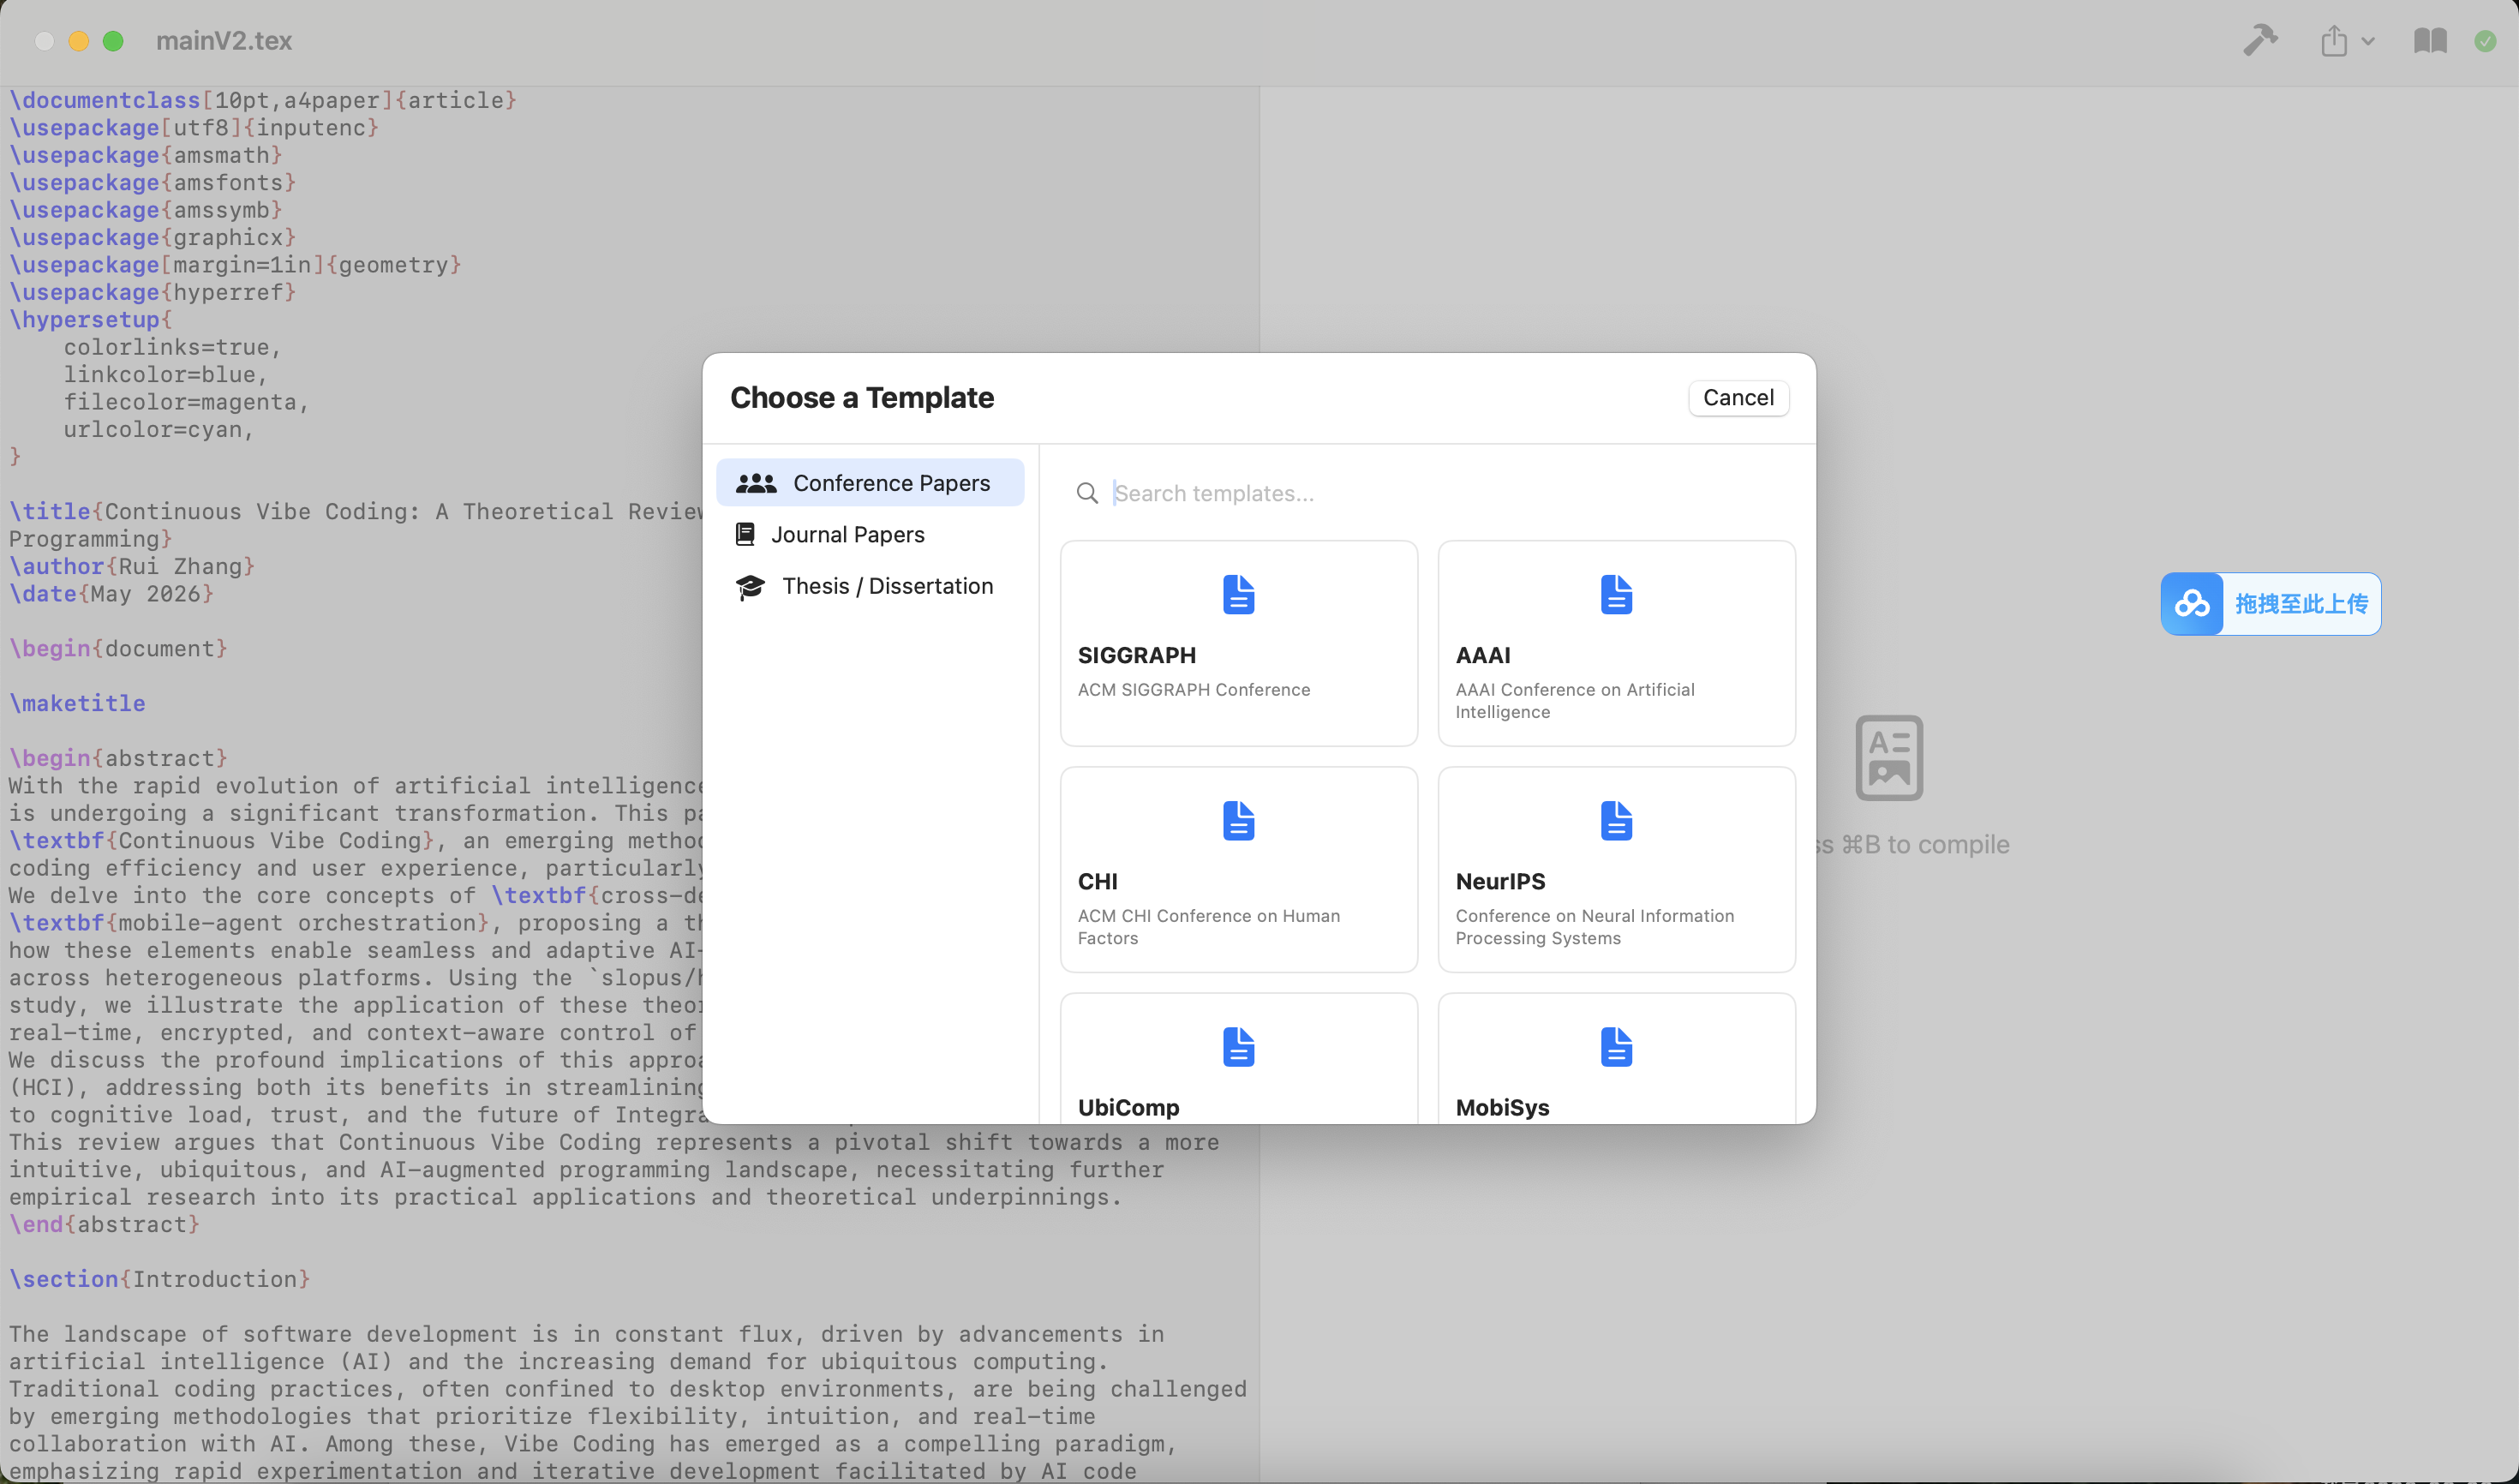 mainV2.tex
\documentclass[10pt,a4paper]{article}
\usepackage[utf8]{inputenc}
\usepackage{amsmath}
\usepackage{amsfonts}
\usepackage{amssymb}
\usepackage{graphicx}
\usepackage[margin=1in]{geometry}
\usepackage{hyperref}
\hypersetup{
    colorlinks=true,
    linkcolor=blue,
    filecolor=magenta,
    urlcolor=cyan,
}
\title{Continuous Vibe Coding: A Theoretical Review
Programming}
\author{Rui Zhang}
\date{May 2026}
\begin{document}
\maketitle
\begin{abstract}
With the rapid evolution of artificial intelligence
is undergoing a significant transformation. This
\textbf{Continuous Vibe Coding}, an emerging
coding efficiency and user experience, particularly
We delve into the core concepts of \textbf{
\textbf{mobile-agent orchestration}, proposing a
how these elements enable seamless and adaptive AI-
across heterogeneous platforms. Using the `slopus/
study, we illustrate the application of these
real-time, encrypted, and context-aware control of
We discuss the profound implications of this
(HCI), addressing both its benefits in streamlining
to cognitive load, trust, and the future of
This review argues that Continuous Vibe Coding represents a pivotal shift towards a more
intuitive, ubiquitous, and AI-augmented programming landscape, necessitating further
empirical research into its practical applications and theoretical underpinnings.
\end{abstract}
\section{Introduction}
The landscape of software development is in constant flux, driven by advancements in
artificial intelligence (AI) and the increasing demand for ubiquitous computing.
Traditional coding practices, often confined to desktop environments, are being challenged
by emerging methodologies that prioritize flexibility, intuition, and real-time
collaboration with AI. Among these, Vibe Coding has emerged as a compelling paradigm,
emphasizing rapid experimentation and iterative development facilitated by AI code
Choose a Template
Cancel
Conference Papers
Journal Papers
Thesis / Dissertation
Search templates...
SIGGRAPH
ACM SIGGRAPH Conference
AAAI
AAAI Conference on Artificial
Intelligence
CHI
ACM CHI Conference on Human
Factors
NeurIPS
Conference on Neural Information
Processing Systems
UbiComp
MobiSys
拖拽至此上传
⌘B to compile